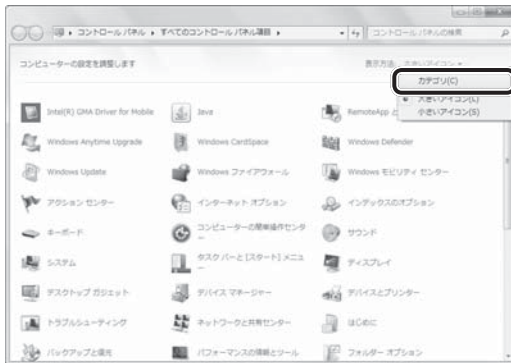 コントロール パネル ▸ すべてのコントロール パネル項目 ▸
コントロール パネルの検索
コンピューターの設定を調整します
表示方法: 大きいアイコン
カテゴリ(C)
大きいアイコン(L)
小さいアイコン(S)
Intel(R) GMA Driver for Mobile
Java
RemoteApp と
Windows Anytime Upgrade
Windows CardSpace
Windows Defender
Windows Update
Windows ファイアウォール
Windows モビリティ センター
アクション センター
インターネット オプション
インデックスのオプション
キーボード
コンピューターの簡単操作センター
サウンド
システム
タスク バーと [スタート] メニュー
ディスプレイ
デスクトップ ガジェット
デバイス マネージャー
デバイスとプリンター
トラブルシューティング
ネットワークと共有センター
はじめに
バックアップと復元
パフォーマンスの情報とツール
フォルダー オプション